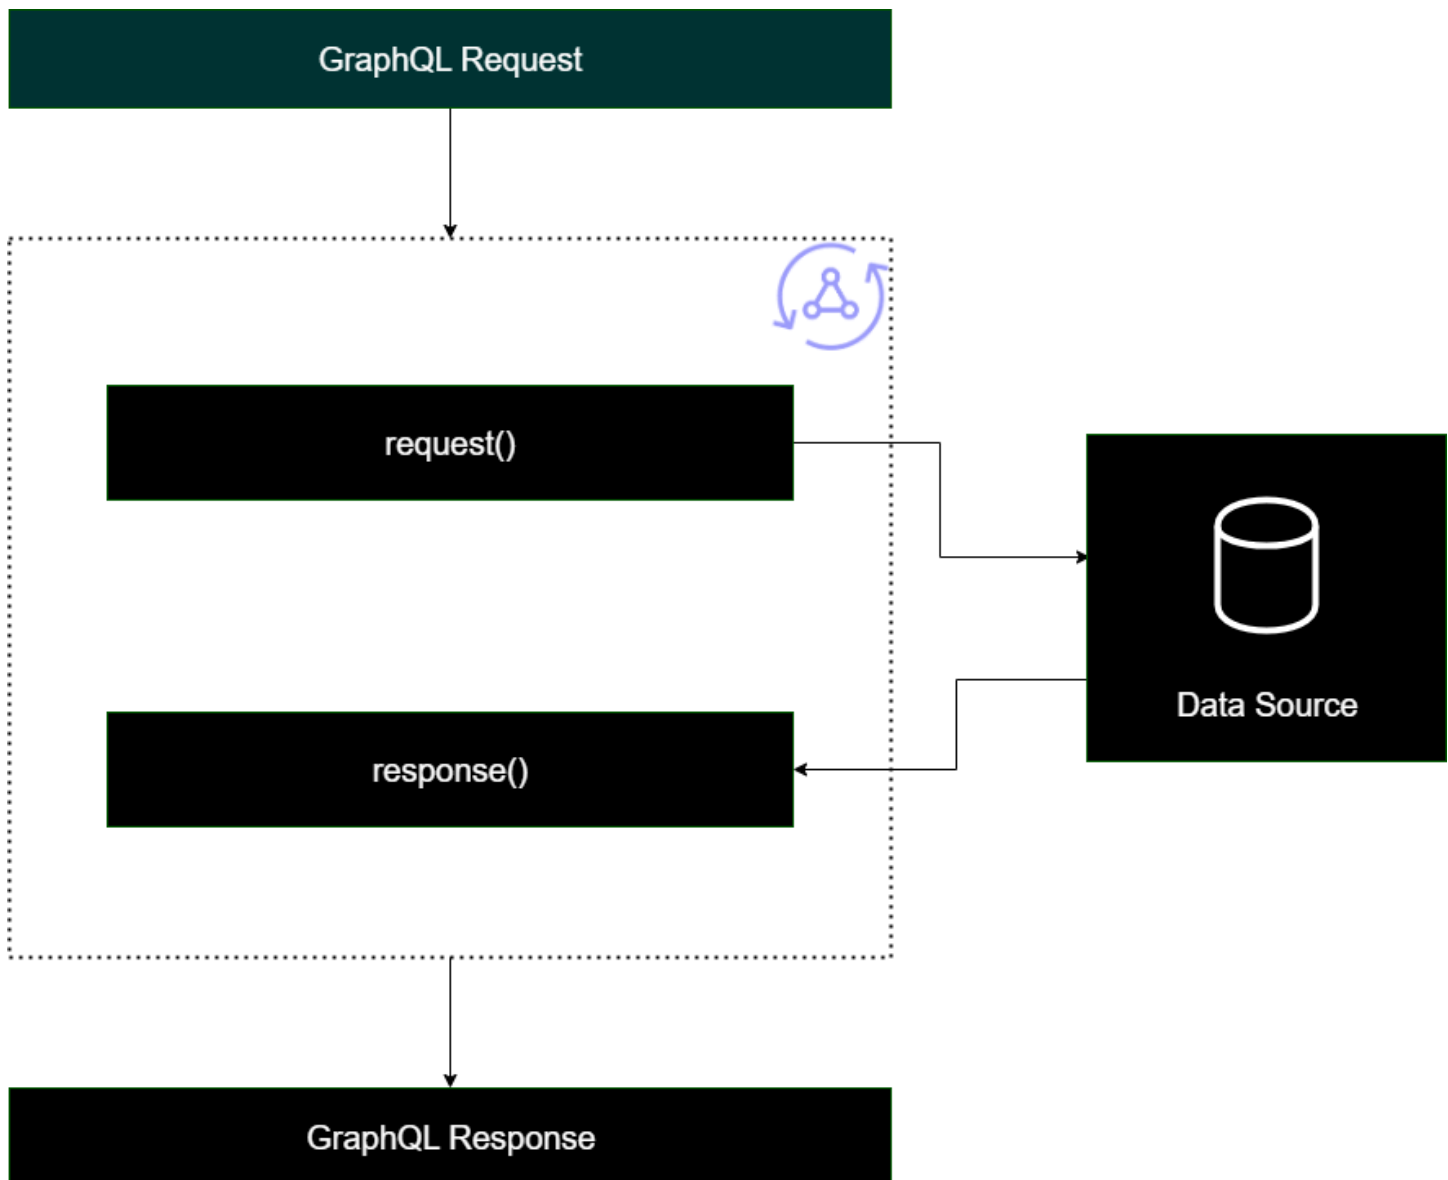 GraphQL Request
request()
Data Source
response()
GraphQL Response